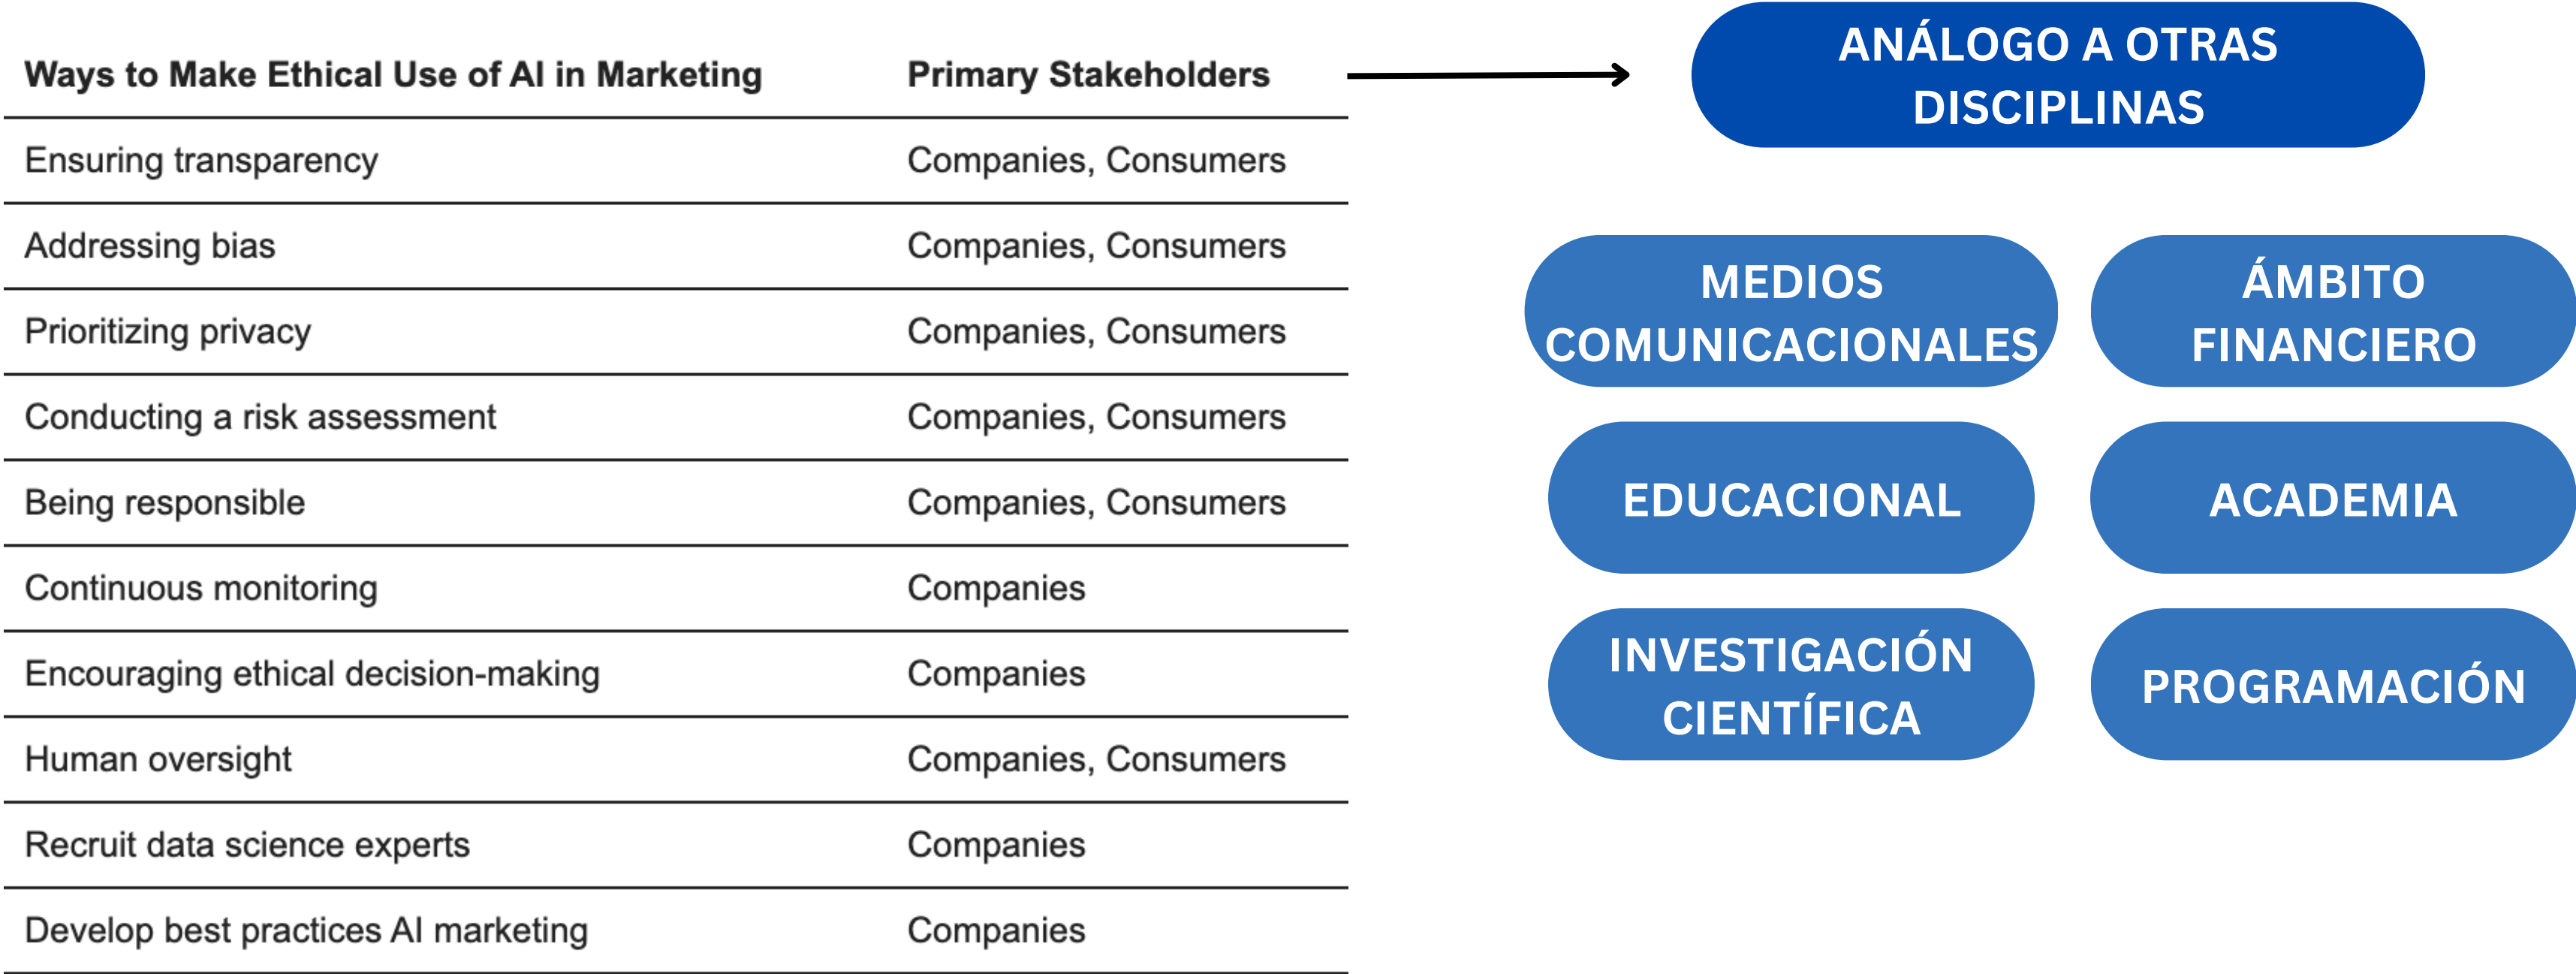 Ways to Make Ethical Use of AI in Marketing Primary Stakeholders
Ensuring transparency Companies, Consumers
Addressing bias Companies, Consumers
Prioritizing privacy Companies, Consumers
Conducting a risk assessment Companies, Consumers
Being responsible Companies, Consumers
Continuous monitoring Companies
Encouraging ethical decision-making Companies
Human oversight Companies, Consumers
Recruit data science experts Companies
Develop best practices AI marketing Companies
ANÁLOGO A OTRAS
DISCIPLINAS
MEDIOS
COMUNICACIONALES
ÁMBITO
FINANCIERO
EDUCACIONAL
ACADEMIA
INVESTIGACIÓN
CIENTÍFICA
PROGRAMACIÓN